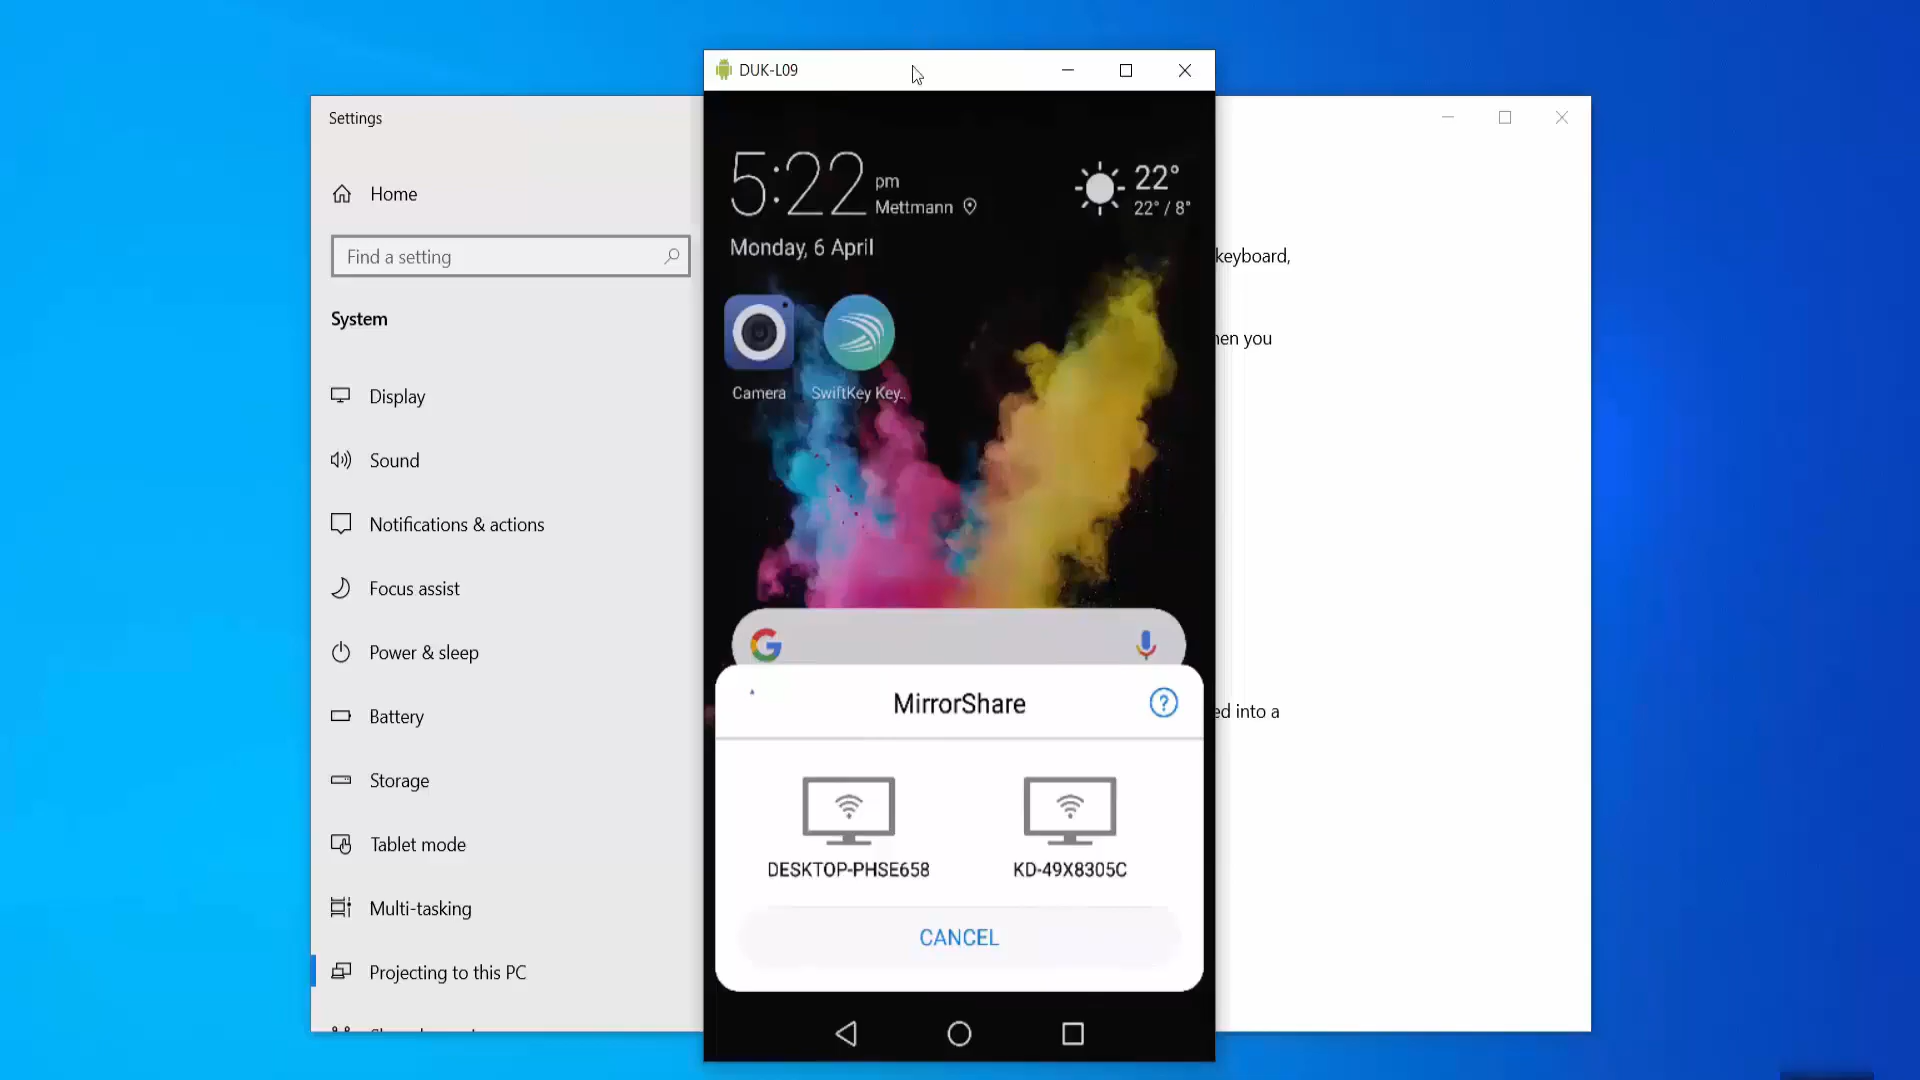 DUK-L09
Settings
Home
Find a setting
System
Display
Sound
Notifications & actions
Focus assist
Power & sleep
Battery
Storage
Tablet mode
Multi-tasking
Projecting to this PC
5:22 pm
Mettmann
Monday, 6 April
22°
22° / 8°
Camera
SwiftKey Key..
G
MirrorShare
?
DESKTOP-PHSE658
KD-49X8305C
CANCEL
keyboard,
hen you
ed into a